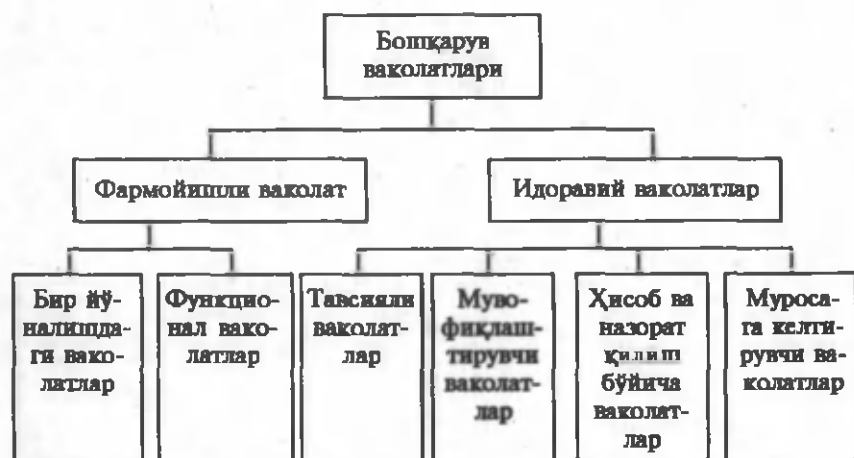 Бошқарув
ваколатлари
Фармойишли ваколат
Идоравий ваколатлар
Бир йў-
налишда-
ги вако-
латлар
Функцио-
нал вако-
латлар
Тавсияли
ваколат-
лар
Муво-
фиқлаш-
тирувчи
ваколат-
лар
Ҳисоб ва
назорат
қилиш
бўйича
ваколат-
лар
Муроса-
га келти-
рувчи ва-
колатлар